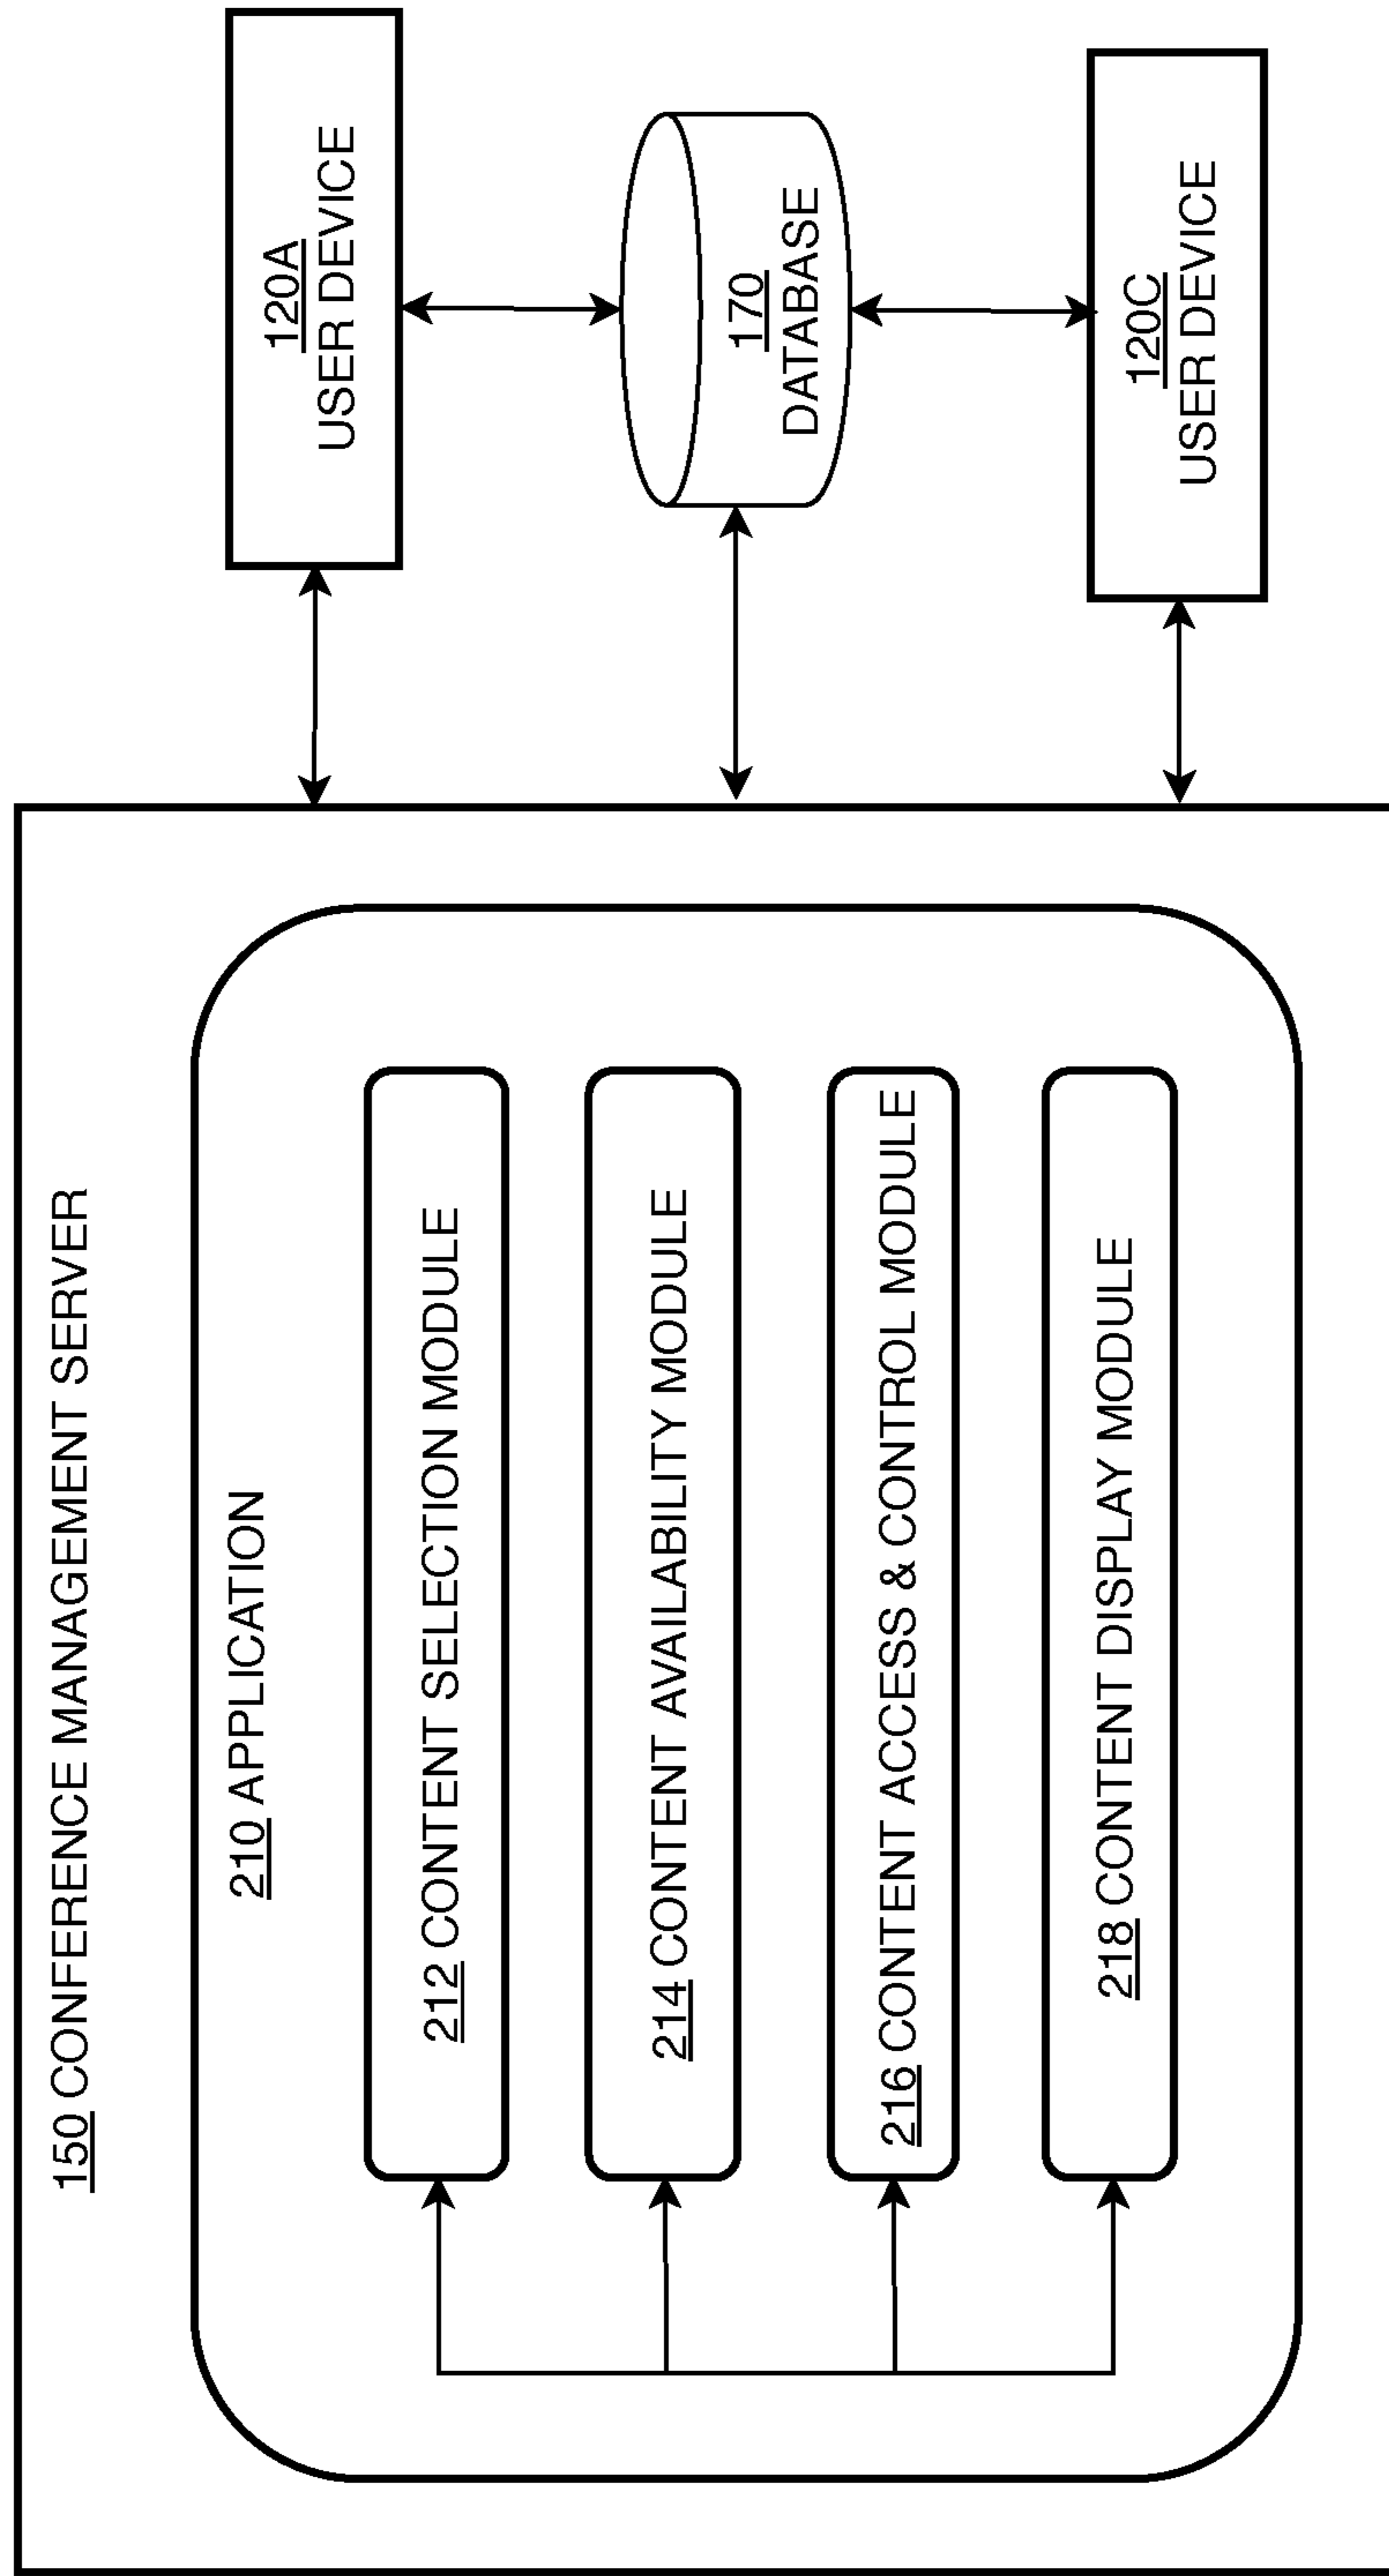 150 CONFERENCE MANAGEMENT SERVER
210 APPLICATION
212 CONTENT SELECTION MODULE
214 CONTENT AVAILABILITY MODULE
216 CONTENT ACCESS & CONTROL MODULE
218 CONTENT DISPLAY MODULE
120A
USER DEVICE
170
DATABASE
120C
USER DEVICE